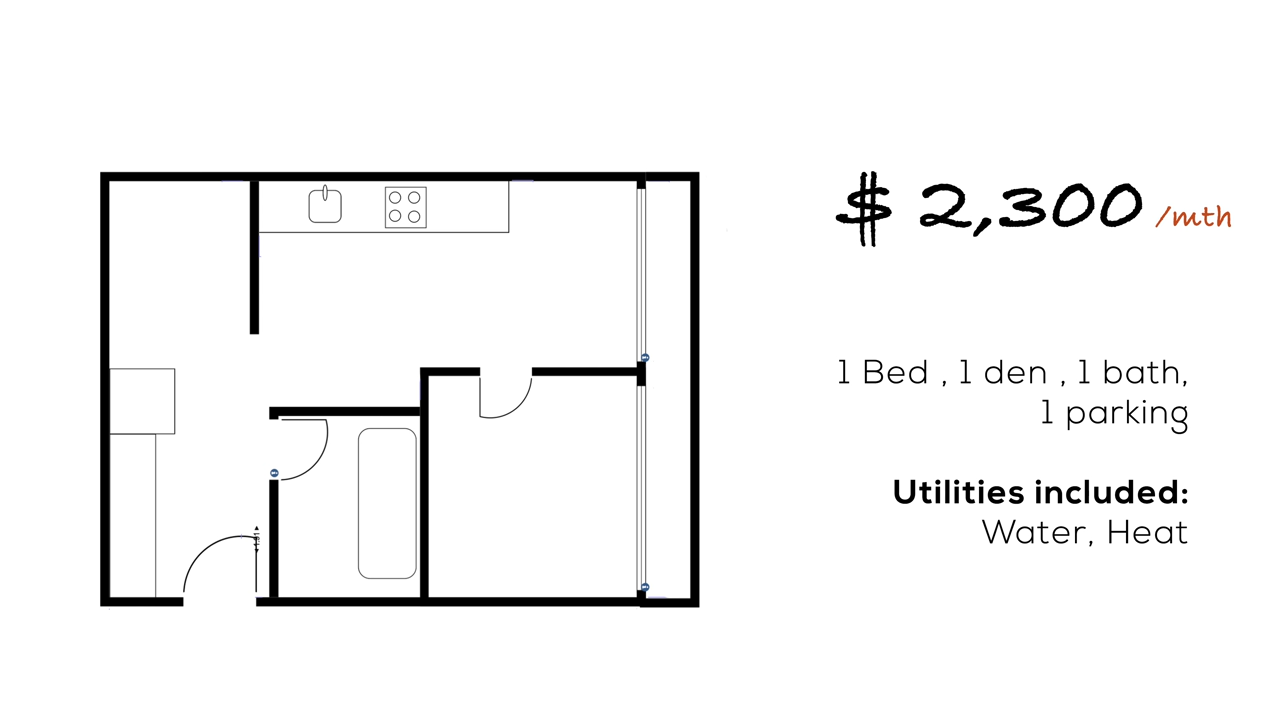 $ 2,300 /mth
1 Bed , 1 den , 1 bath,
1 parking
Utilities included:
Water, Heat